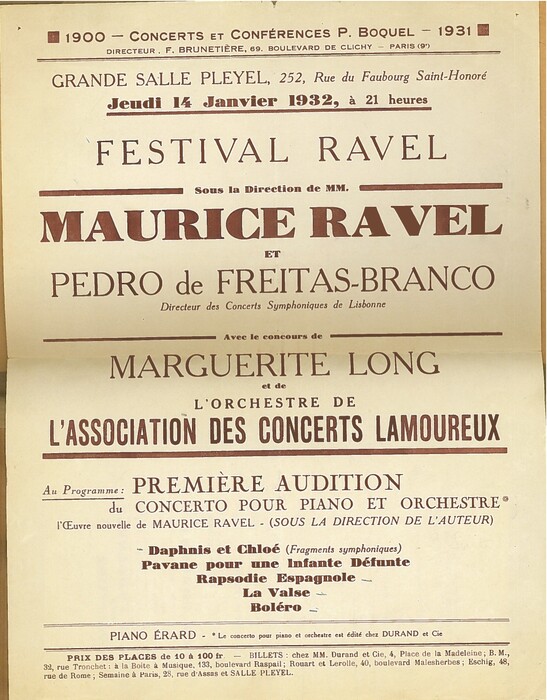 1900 — CONCERTS ET CONFÉRENCES P. BOQUEL — 1931
DIRECTEUR, F. BRUNETIÈRE, 69, BOULEVARD DE CLICHY — PARIS (9e)
GRANDE SALLE PLEYEL, 252, Rue du Faubourg Saint-Honoré
Jeudi 14 Janvier 1932, à 21 heures
FESTIVAL RAVEL
Sous la Direction de MM.
MAURICE RAVEL
ET
PEDRO de FREITAS-BRANCO
Directeur des Concerts Symphoniques de Lisbonne
Avec le concours de
MARGUERITE LONG
et de
L'ORCHESTRE DE
L'ASSOCIATION DES CONCERTS LAMOUREUX
Au Programme : PREMIÈRE AUDITION
du CONCERTO POUR PIANO ET ORCHESTRE*
l'Œuvre nouvelle de MAURICE RAVEL - (SOUS LA DIRECTION DE L'AUTEUR)
Daphnis et Chloé (Fragments symphoniques)
Pavane pour une Infante Défunte
Rapsodie Espagnole
La Valse
Boléro
PIANO ÉRARD - * Le concerto pour piano et orchestre est édité chez DURAND et Cie
PRIX DES PLACES de 10 à 100 fr. — BILLETS : chez MM. Durand et Cie, 4, Place de la Madeleine ; B. M.,
32, rue Tronchet ; à la Boîte à Musique, 133, boulevard Raspail ; Rouart et Lerolle, 40, boulevard Malesherbes ; Eschig, 48,
rue de Rome ; Semaine à Paris, 28, rue d'Assas et SALLE PLEYEL.